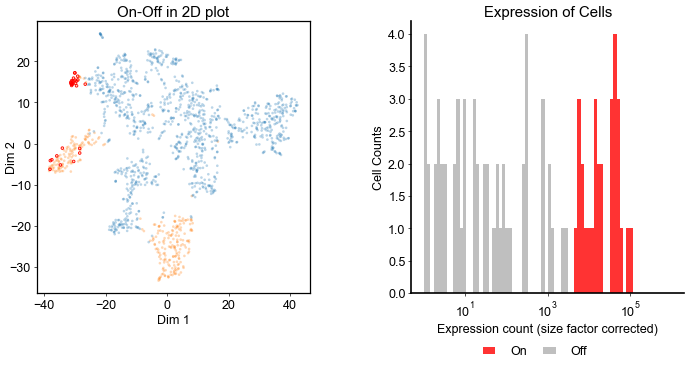 On-Off in 2D plot
20
10
0
−10
−20
−30
Dim 2
−40
−20
0
20
40
Dim 1
Expression of Cells
4.0
3.5
3.0
2.5
2.0
1.5
1.0
0.5
0.0
Cell Counts
10^1
10^3
10^5
Expression count (size factor corrected)
On
Off